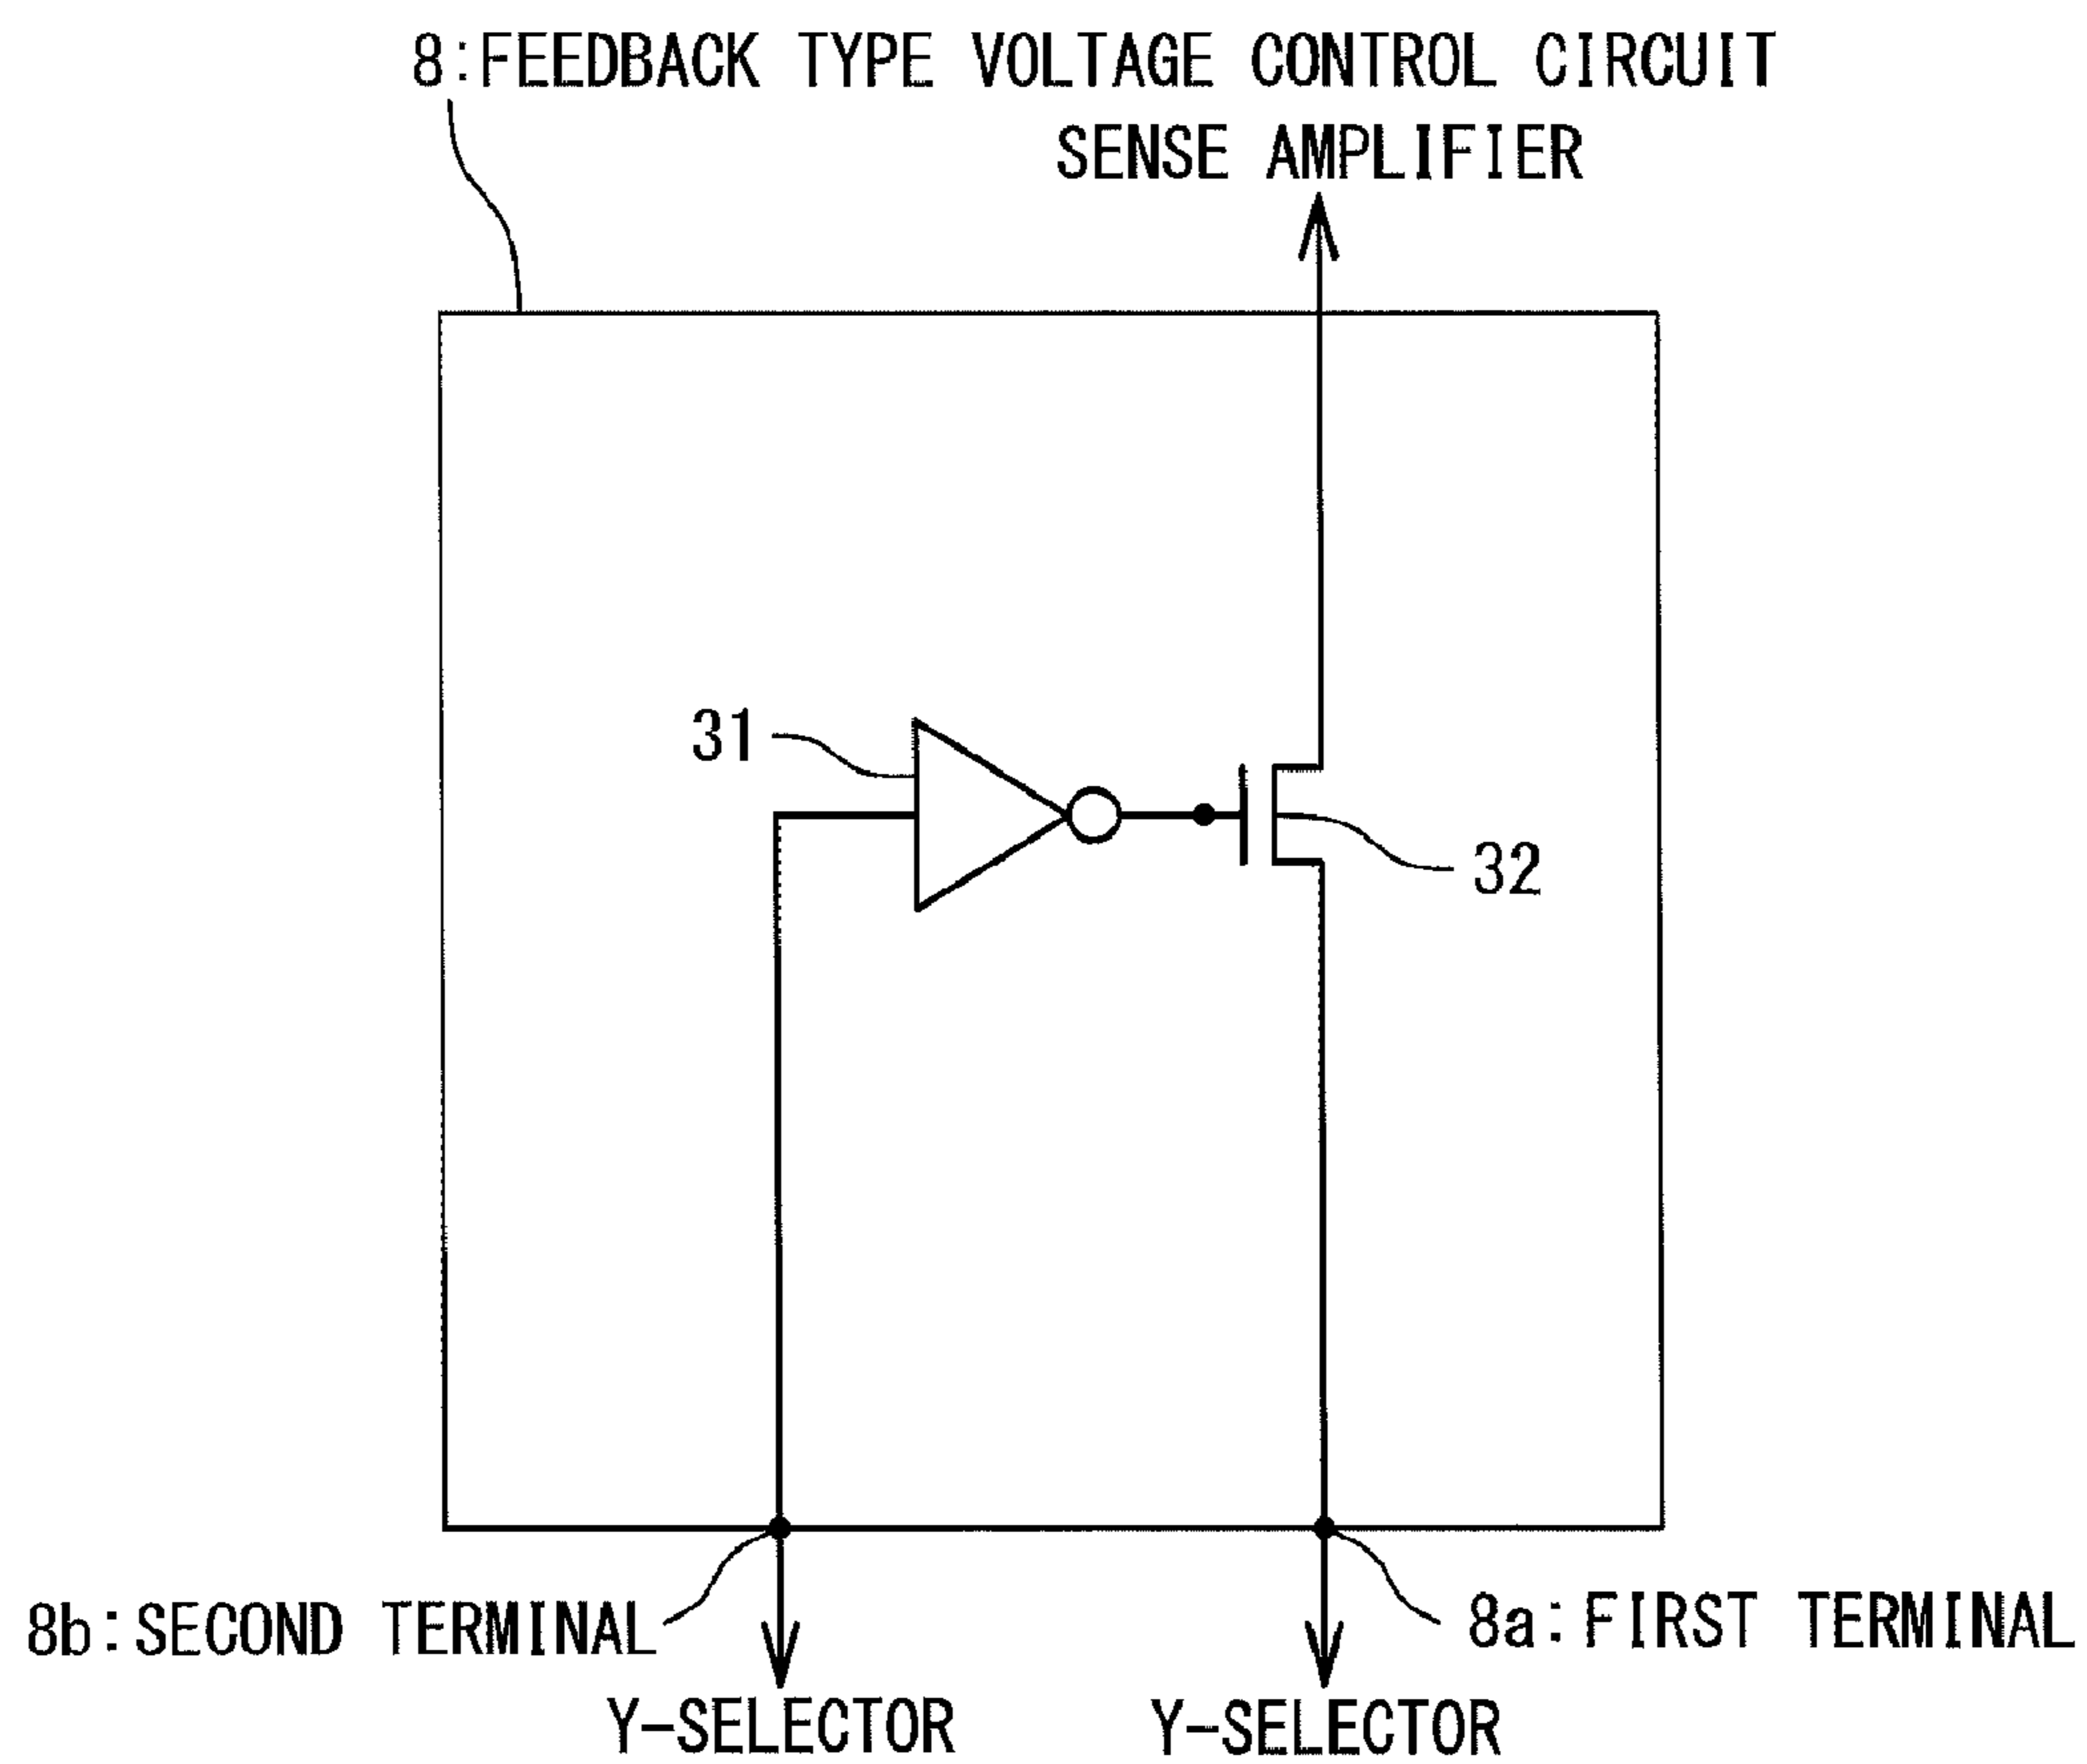 8:FEEDBACK TYPE VOLTAGE CONTROL CIRCUIT
SENSE AMPLIFIER
31
32
8b:SECOND TERMINAL
8a:FIRST TERMINAL
Y-SELECTOR
Y-SELECTOR